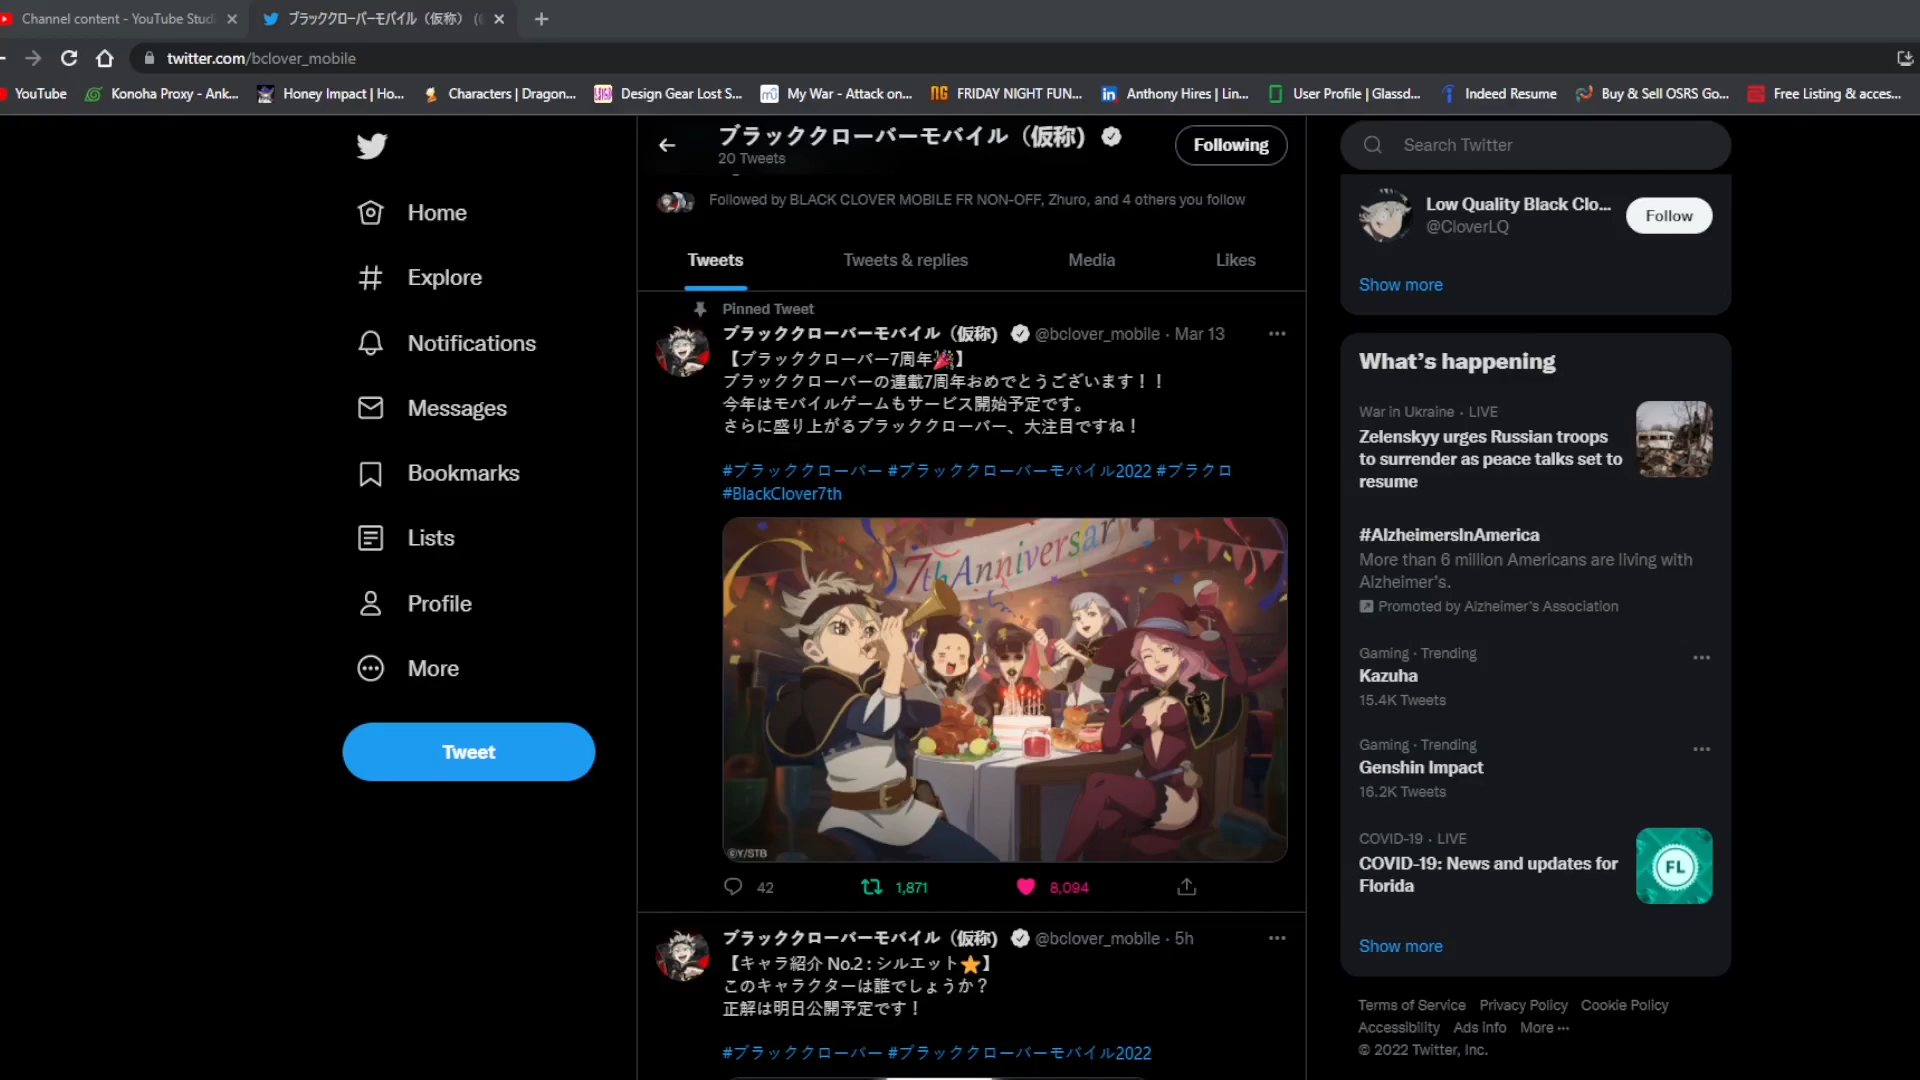 Channel content - YouTube Stud
ブラッククローバーモバイル（仮称）（
twitter.com/bclover_mobile
YouTube
Konoha Proxy - Ank...
Honey Impact | Ho...
Characters | Dragon...
Design Gear Lost S...
My War - Attack on...
FRIDAY NIGHT FUN...
Anthony Hires | Lin...
User Profile | Glassd...
Indeed Resume
Buy & Sell OSRS Go...
Free Listing & acces...
Home
Explore
Notifications
Messages
Bookmarks
Lists
Profile
More
Tweet
ブラッククローバーモバイル（仮称）
20 Tweets
Following
Followed by BLACK CLOVER MOBILE FR NON-OFF, Zhuro, and 4 others you follow
Tweets
Tweets & replies
Media
Likes
Pinned Tweet
ブラッククローバーモバイル（仮称） @bclover_mobile · Mar 13
【ブラッククローバー7周年🎉】
ブラッククローバーの連載7周年おめでとうございます！！
今年はモバイルゲームもサービス開始予定です。
さらに盛り上がるブラッククローバー、大注目ですね！
#ブラッククローバー #ブラッククローバーモバイル2022 #ブラクロ
#BlackClover7th
7th Anniversary
©Y/STB
42
1,871
8,094
ブラッククローバーモバイル（仮称） @bclover_mobile · 5h
【キャラ紹介 No.2 : シルエット⭐】
このキャラクターは誰でしょうか？
正解は明日公開予定です！
#ブラッククローバー #ブラッククローバーモバイル2022
Search Twitter
Low Quality Black Clo...
@CloverLQ
Follow
Show more
What's happening
War in Ukraine · LIVE
Zelenskyy urges Russian troops
to surrender as peace talks set to
resume
#AlzheimersInAmerica
More than 6 million Americans are living with
Alzheimer's.
Promoted by Alzheimer's Association
Gaming · Trending
Kazuha
15.4K Tweets
Gaming · Trending
Genshin Impact
16.2K Tweets
COVID-19 · LIVE
COVID-19: News and updates for
Florida
FL
Show more
Terms of Service Privacy Policy Cookie Policy
Accessibility Ads info More ···
© 2022 Twitter, Inc.